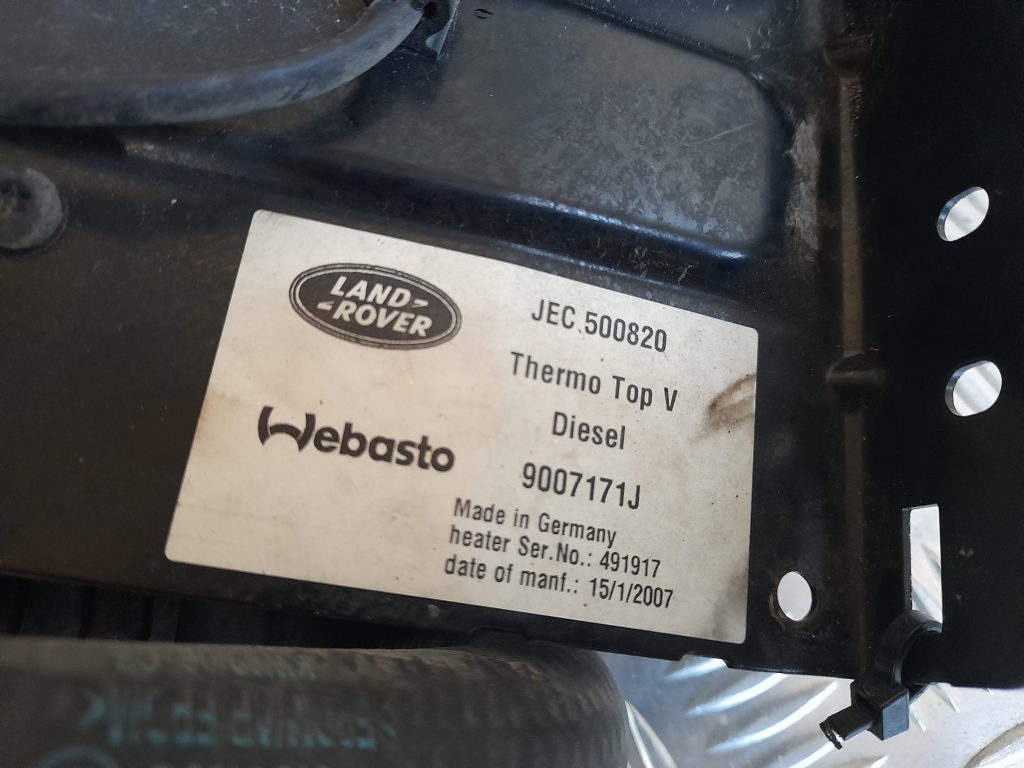 LAND-
-ROVER
JEC.500820
Thermo Top V
Diesel
Webasto
9007171J
Made in Germany
heater Ser.No.: 491917
date of manf.: 15/1/2007